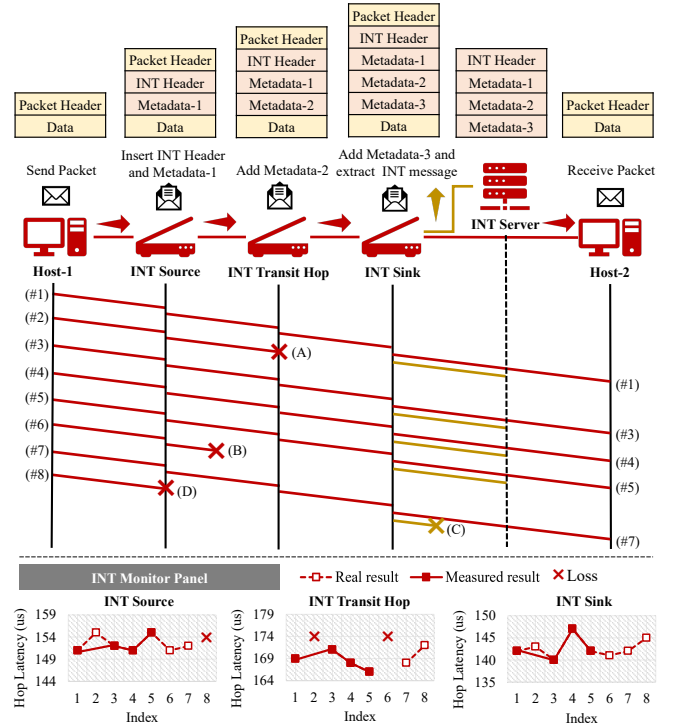 Packet Header
INT Header
Metadata-1
Metadata-2
Metadata-3
Data
Packet Header
INT Header
Metadata-1
Metadata-2
Data
Packet Header
INT Header
Metadata-1
Data
INT Header
Metadata-1
Metadata-2
Metadata-3
Packet Header
Data
Packet Header
Data
Send Packet
Insert INT Header
and Metadata-1
Add Metadata-2
Add Metadata-3 and
extract INT message
Receive Packet
INT Server
Host-1
INT Source
INT Transit Hop
INT Sink
Host-2
(#1)
(#2)
(#3)
(A)
(#4)
(#1)
(#5)
(#6)
(#3)
(B)
(#7)
(#4)
(#8)
(#5)
(D)
(C)
(#7)
INT Monitor Panel
Real result
Measured result
Loss
INT Source
Hop Latency (us)
159
154
149
144
1 2 3 4 5 6 7 8
Index
INT Transit Hop
Hop Latency (us)
179
174
169
164
1 2 3 4 5 6 7 8
Index
INT Sink
Hop Latency (us)
150
145
140
135
1 2 3 4 5 6 7 8
Index